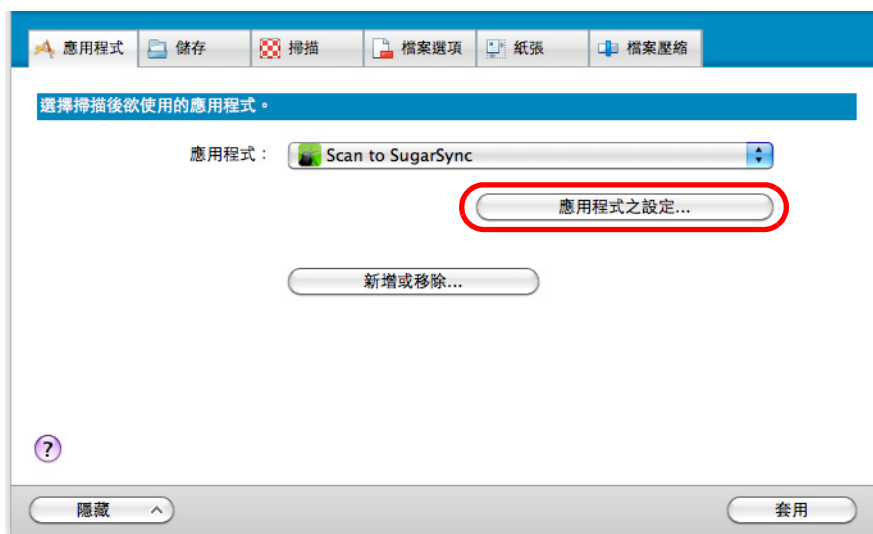 應用程式 儲存 掃描 檔案選項 紙張 檔案壓縮
選擇掃描後欲使用的應用程式。
應用程式： Scan to SugarSync
應用程式之設定...
新增或移除...
?
隱藏 套用